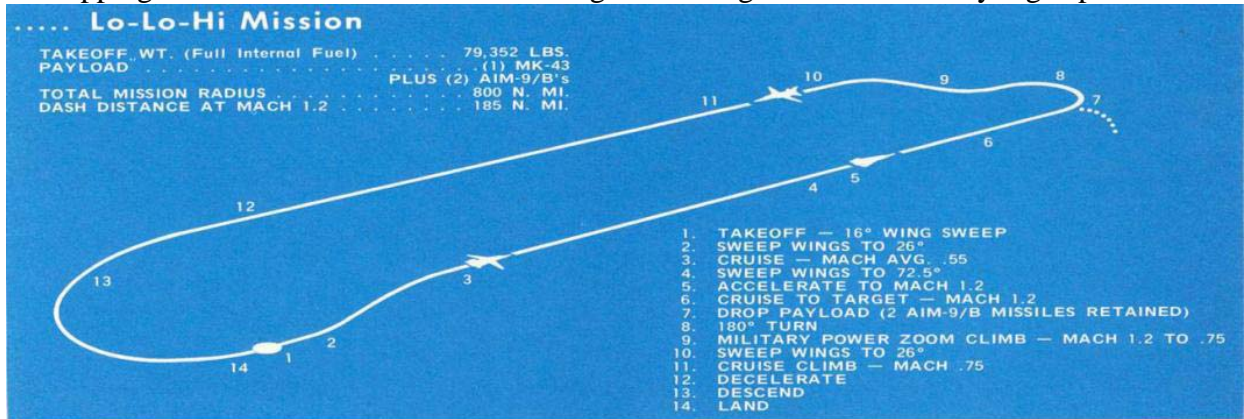 ..... Lo-Lo-Hi Mission
TAKEOFF WT. (Full Internal Fuel) . . . . . . 79,352 LBS.
PAYLOAD . . . . . . . . . . . . . . . . . . . . (1) MK-43
PLUS (2) AIM-9/B's
TOTAL MISSION RADIUS . . . . . . . . . . 800 N. MI.
DASH DISTANCE AT MACH 1.2 . . . . . . . . 185 N. MI.
10
9
8
7
11
6
5
4
12
3
13
2
1
14
1. TAKEOFF — 16° WING SWEEP
2. SWEEP WINGS TO 26°
3. CRUISE — MACH AVG. .55
4. SWEEP WINGS TO 72.5°
5. ACCELERATE TO MACH 1.2
6. CRUISE TO TARGET — MACH 1.2
7. DROP PAYLOAD (2 AIM-9/B MISSILES RETAINED)
8. 180° TURN
9. MILITARY POWER ZOOM CLIMB — MACH 1.2 TO .75
10. SWEEP WINGS TO 26°
11. CRUISE CLIMB — MACH .75
12. DECELERATE
13. DESCEND
14. LAND